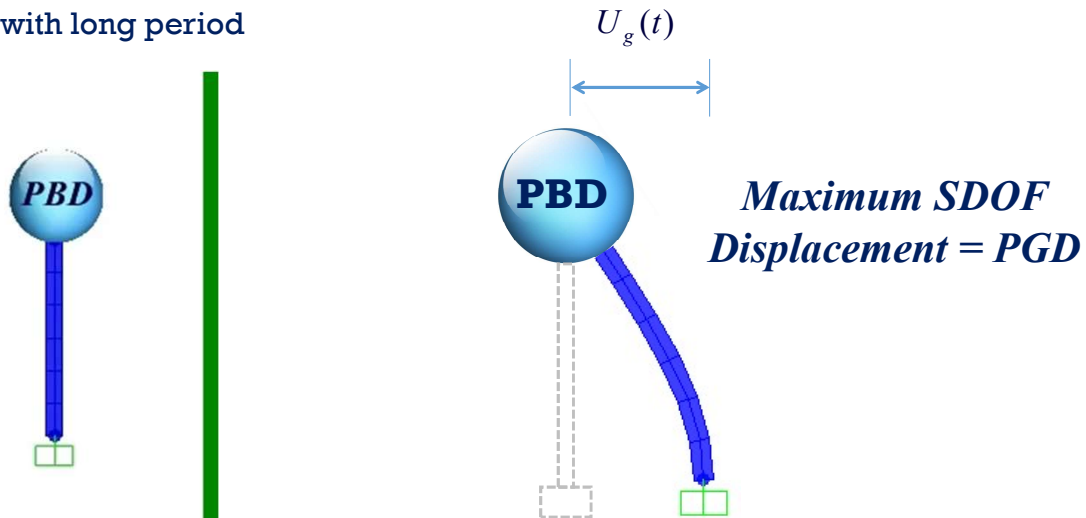 with long period
U_g(t)
PBD
PBD
Maximum SDOF
Displacement = PGD